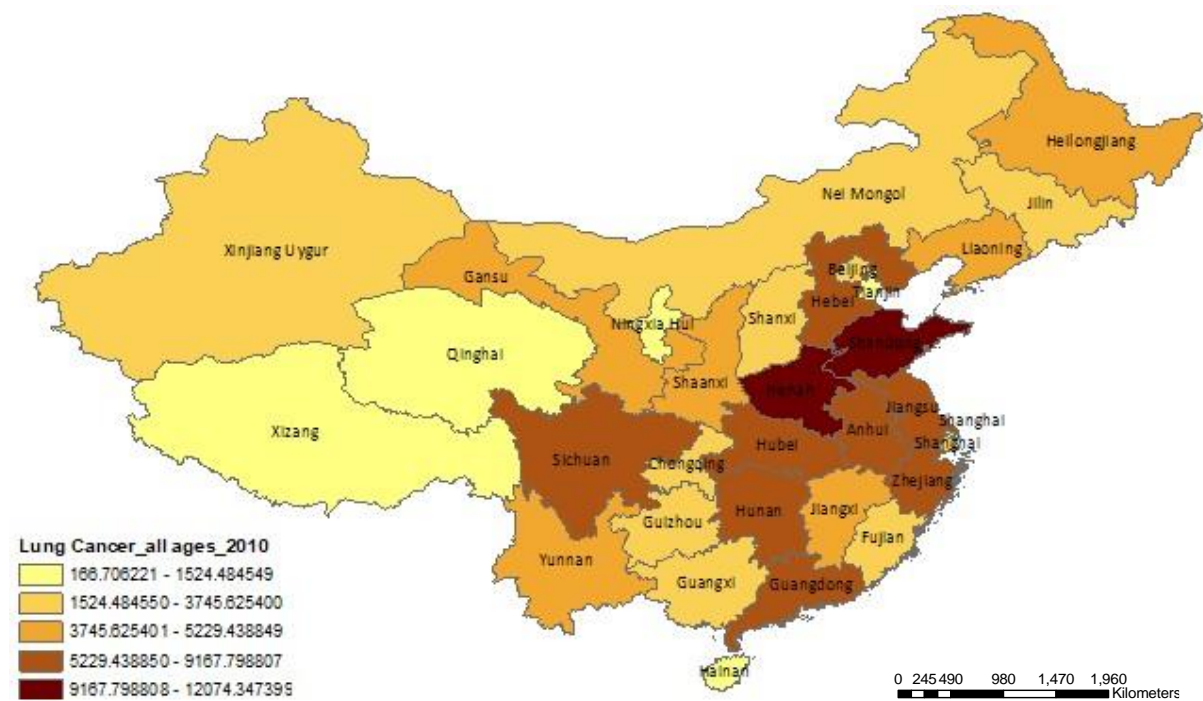 Heilongjiang
Nei Mongol
Jilin
Xinjiang Uygur
Gansu
Liaoning
Beijing
Tianjin
Hebei
Ningxia Hui
Shanxi
Shandong
Qinghai
Shaanxi
Henan
Xizang
Jiangsu
Shanghai
Anhui
Shanghai
Hubei
Sichuan
Chongqing
Zhejiang
Hunan
Jiangxi
Guizhou
Fujian
Yunnan
Guangxi
Guangdong
Hainan
Lung Cancer_all ages_2010
166.706221 - 1524.484549
1524.484550 - 3745.625400
3745.625401 - 5229.438849
5229.438850 - 9167.798807
9167.798808 - 12074.347399
0 245 490 980 1,470 1,960
Kilometers